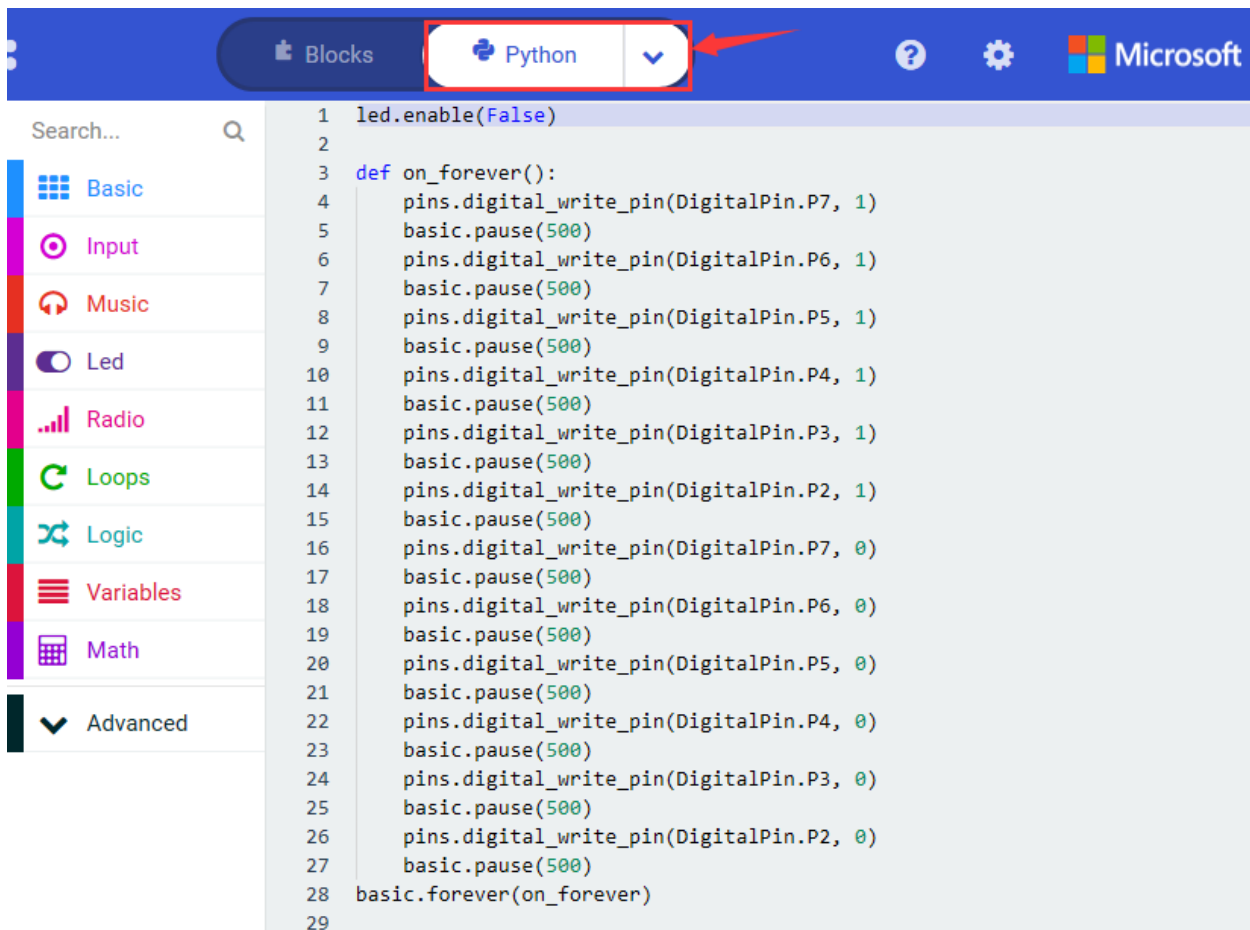 Blocks
Python
Microsoft
Search...
Basic
Input
Music
Led
Radio
Loops
Logic
Variables
Math
Advanced
1 led.enable(False)
2
3 def on_forever():
4     pins.digital_write_pin(DigitalPin.P7, 1)
5     basic.pause(500)
6     pins.digital_write_pin(DigitalPin.P6, 1)
7     basic.pause(500)
8     pins.digital_write_pin(DigitalPin.P5, 1)
9     basic.pause(500)
10     pins.digital_write_pin(DigitalPin.P4, 1)
11     basic.pause(500)
12     pins.digital_write_pin(DigitalPin.P3, 1)
13     basic.pause(500)
14     pins.digital_write_pin(DigitalPin.P2, 1)
15     basic.pause(500)
16     pins.digital_write_pin(DigitalPin.P7, 0)
17     basic.pause(500)
18     pins.digital_write_pin(DigitalPin.P6, 0)
19     basic.pause(500)
20     pins.digital_write_pin(DigitalPin.P5, 0)
21     basic.pause(500)
22     pins.digital_write_pin(DigitalPin.P4, 0)
23     basic.pause(500)
24     pins.digital_write_pin(DigitalPin.P3, 0)
25     basic.pause(500)
26     pins.digital_write_pin(DigitalPin.P2, 0)
27     basic.pause(500)
28 basic.forever(on_forever)
29